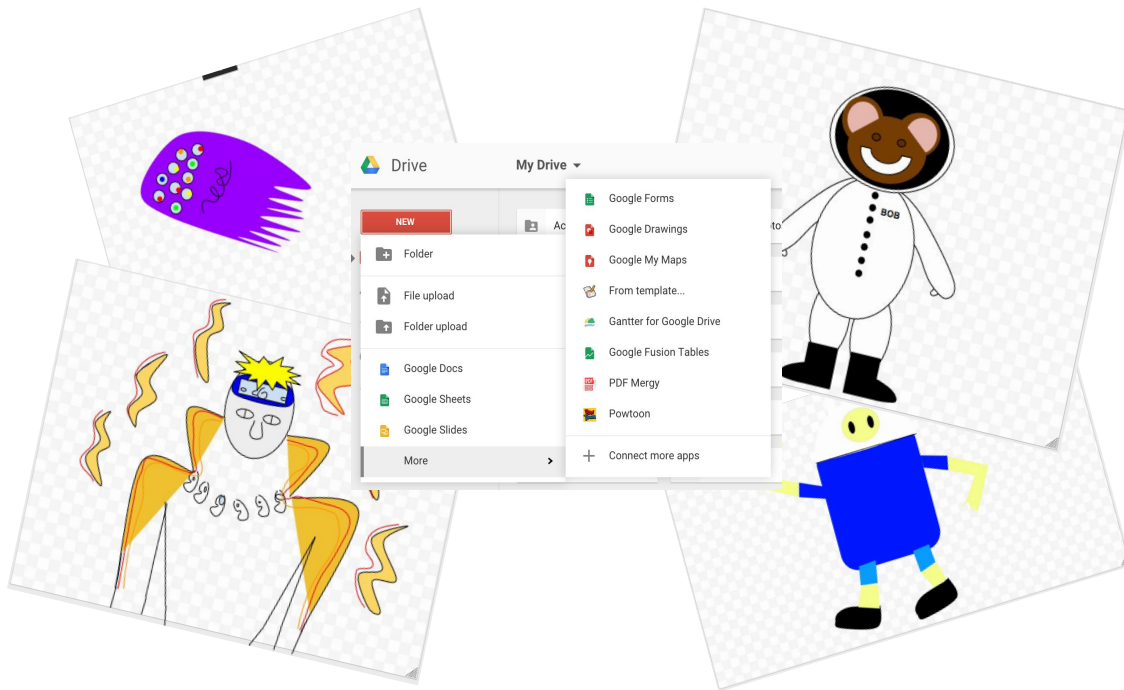 Drive
My Drive
NEW
Ac
Folder
File upload
Folder upload
Google Docs
Google Sheets
Google Slides
More
Google Forms
Google Drawings
Google My Maps
From template...
Gantter for Google Drive
Google Fusion Tables
PDF Mergy
Powtoon
Connect more apps
oto
BOB